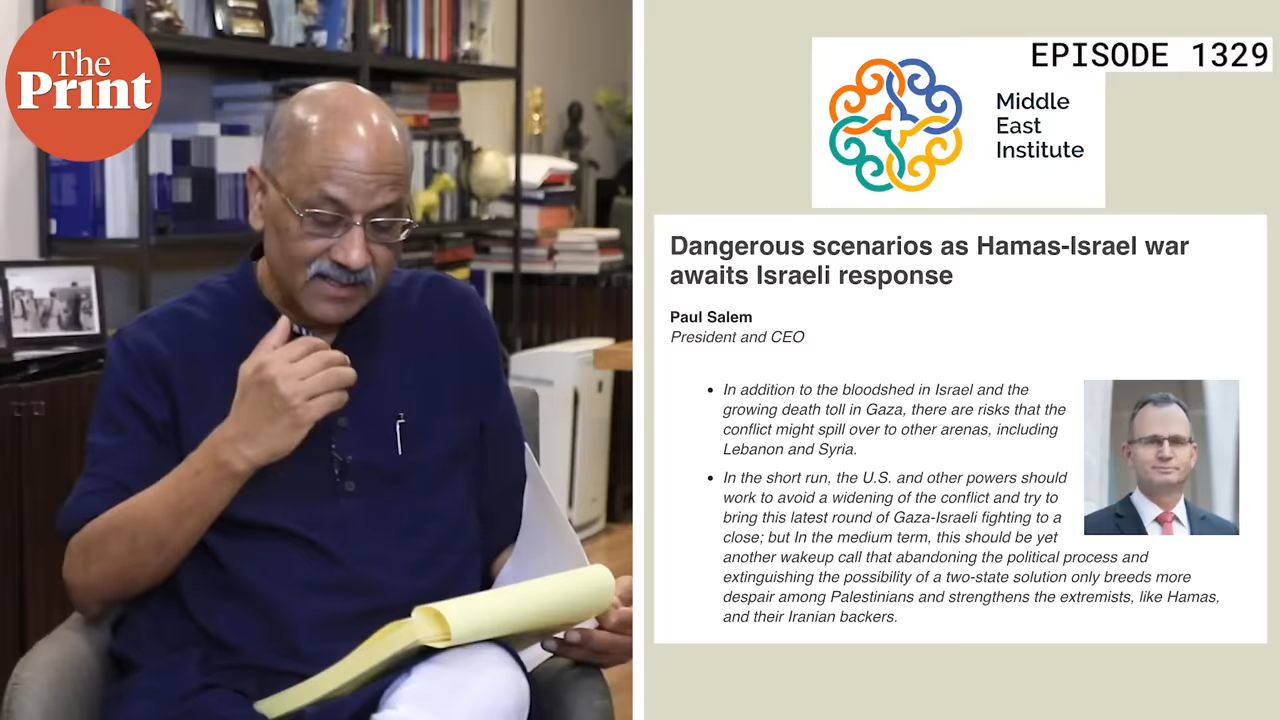 The
Print
EPISODE 1329
Middle
East
Institute
Dangerous scenarios as Hamas-Israel war
awaits Israeli response
Paul Salem
President and CEO
• In addition to the bloodshed in Israel and the
growing death toll in Gaza, there are risks that the
conflict might spill over to other arenas, including
Lebanon and Syria.
• In the short run, the U.S. and other powers should
work to avoid a widening of the conflict and try to
bring this latest round of Gaza-Israeli fighting to a
close; but In the medium term, this should be yet
another wakeup call that abandoning the political process and
extinguishing the possibility of a two-state solution only breeds more
despair among Palestinians and strengthens the extremists, like Hamas,
and their Iranian backers.